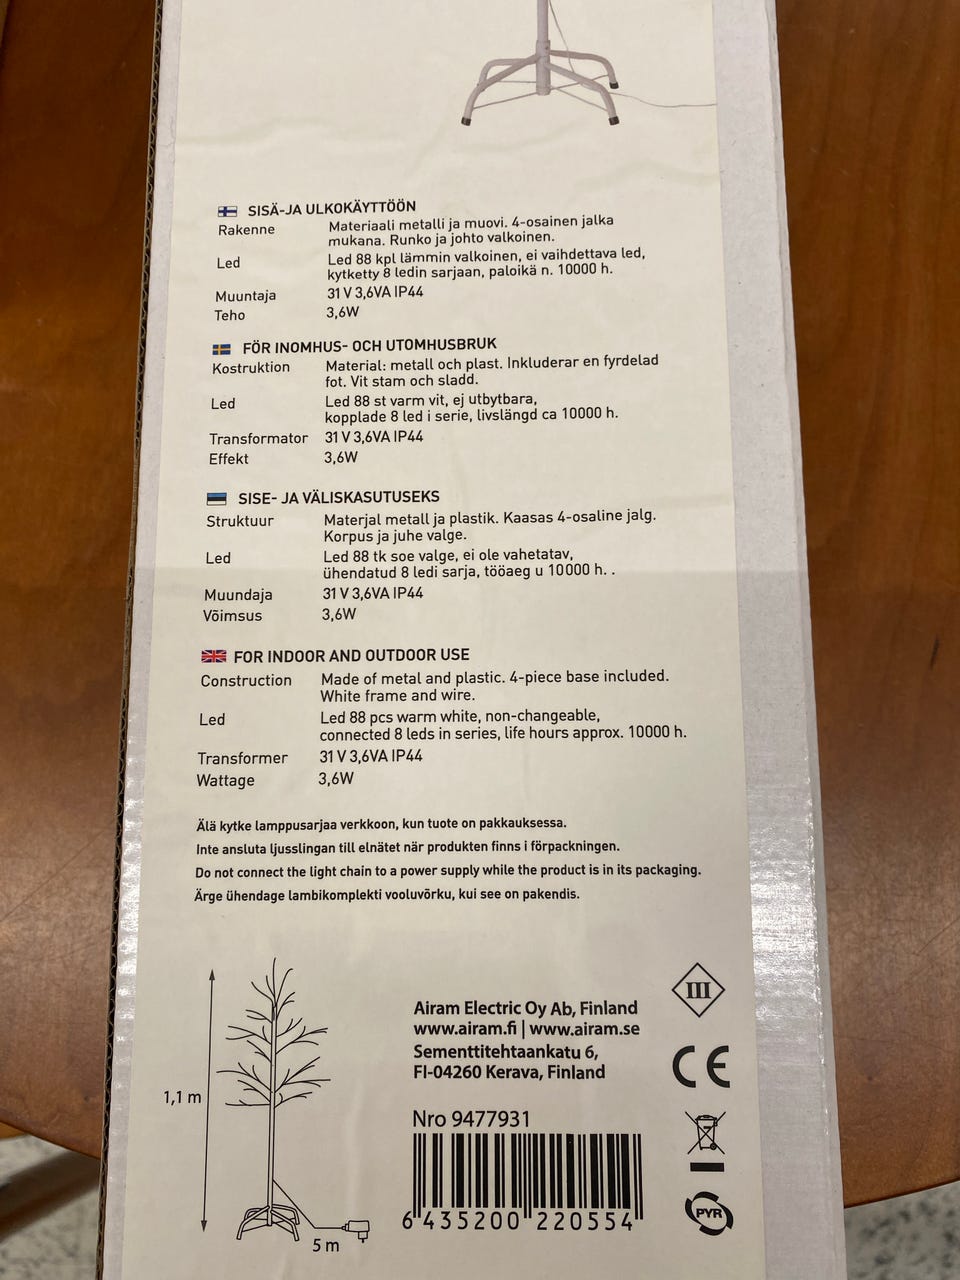 SISÄ-JA ULKOKÄYTTÖÖN
Rakenne Materiaali metalli ja muovi. 4-osainen jalka
mukana. Runko ja johto valkoinen.
Led Led 88 kpl lämmin valkoinen, ei vaihdettava led,
kytketty 8 ledin sarjaan, paloikä n. 10000 h.
Muuntaja 31 V 3,6VA IP44
Teho 3,6W
FÖR INOMHUS- OCH UTOMHUSBRUK
Kostruktion Material: metall och plast. Inkluderar en fyrdelad
fot. Vit stam och sladd.
Led Led 88 st varm vit, ej utbytbara,
kopplade 8 led i serie, livslängd ca 10000 h.
Transformator 31 V 3,6VA IP44
Effekt 3,6W
SISE- JA VÄLISKASUTUSEKS
Struktuur Materjal metall ja plastik. Kaasas 4-osaline jalg.
Korpus ja juhe valge.
Led Led 88 tk soe valge, ei ole vahetatav,
ühendatud 8 ledi sarja, tööaeg u 10000 h. .
Muundaja 31 V 3,6VA IP44
Võimsus 3,6W
FOR INDOOR AND OUTDOOR USE
Construction Made of metal and plastic. 4-piece base included.
White frame and wire.
Led Led 88 pcs warm white, non-changeable,
connected 8 leds in series, life hours approx. 10000 h.
Transformer 31 V 3,6VA IP44
Wattage 3,6W
Älä kytke lamppusarjaa verkkoon, kun tuote on pakkauksessa.
Inte ansluta ljusslingan till elnätet när produkten finns i förpackningen.
Do not connect the light chain to a power supply while the product is in its packaging.
Ärge ühendage lambikomplekti vooluvõrku, kui see on pakendis.
1,1 m
5 m
Airam Electric Oy Ab, Finland
www.airam.fi | www.airam.se
Sementtitehtaankatu 6,
FI-04260 Kerava, Finland
Nro 9477931
6 435200 220554
III
CE
PYR